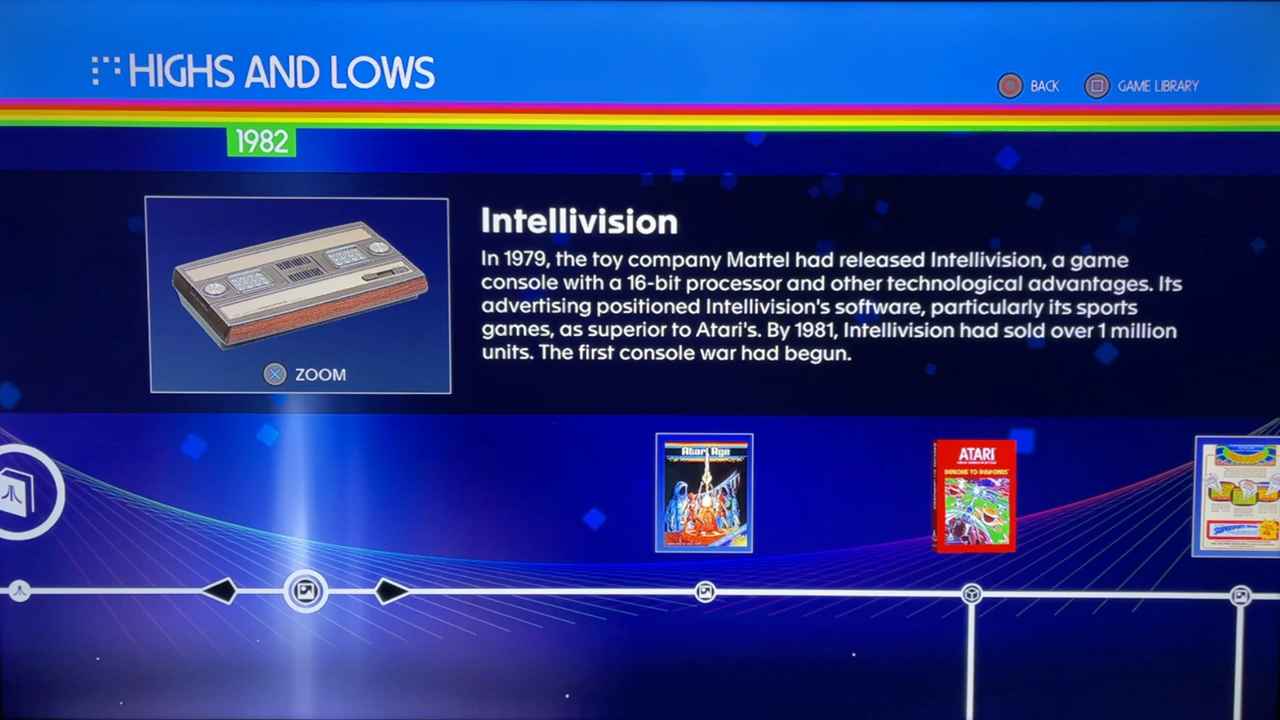 HIGHS AND LOWS
BACK
GAME LIBRARY
1982
Intellivision
In 1979, the toy company Mattel had released Intellivision, a game
console with a 16-bit processor and other technological advantages. Its
advertising positioned Intellivision's software, particularly its sports
games, as superior to Atari's. By 1981, Intellivision had sold over 1 million
units. The first console war had begun.
ZOOM
Atari Age
ATARI
DEMONS TO DIAMONDS